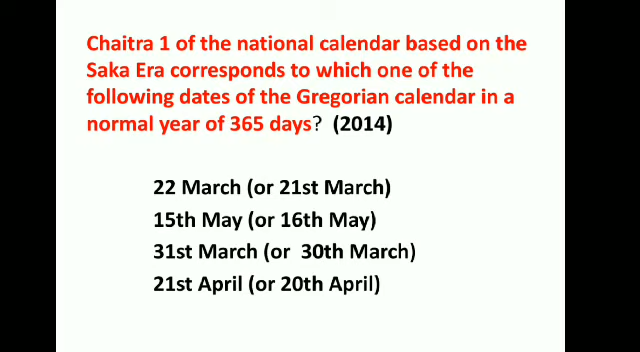 Chaitra 1 of the national calendar based on the
Saka Era corresponds to which one of the
following dates of the Gregorian calendar in a
normal year of 365 days? (2014)
22 March (or 21st March)
15th May (or 16th May)
31st March (or 30th March)
21st April (or 20th April)